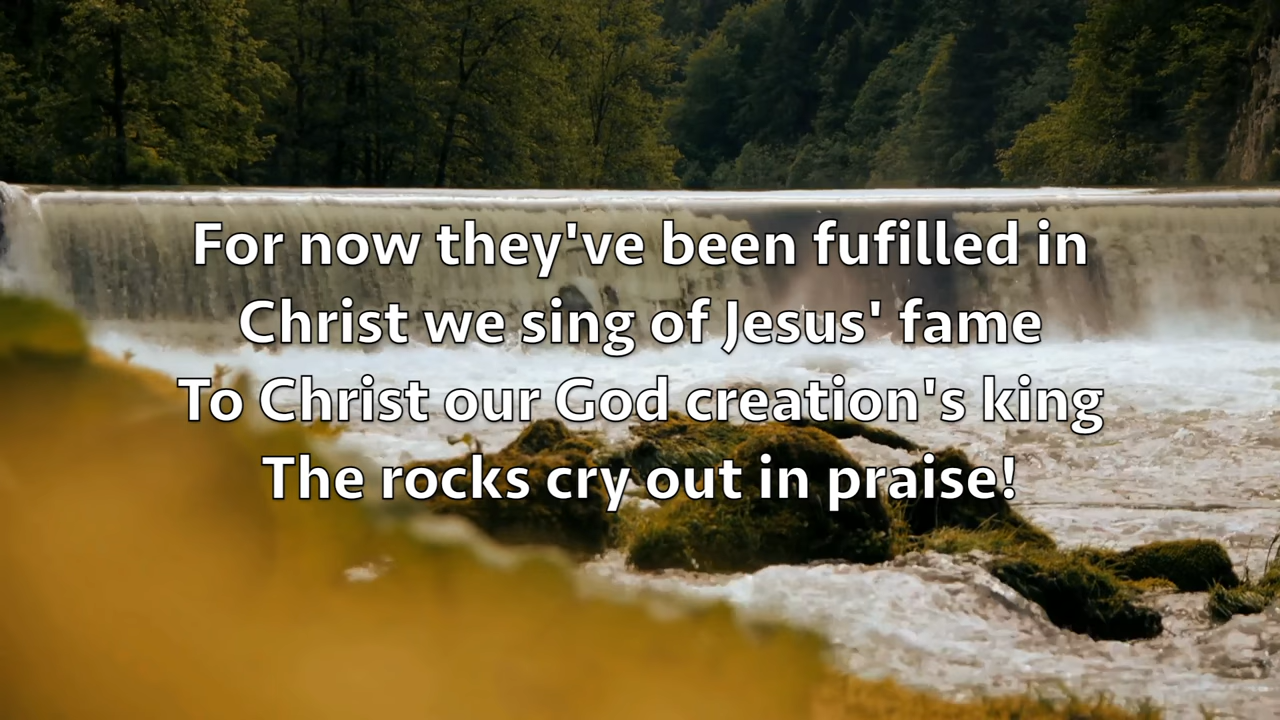 For now they've been fufilled in
Christ we sing of Jesus' fame
To Christ our God creation's king
The rocks cry out in praise!